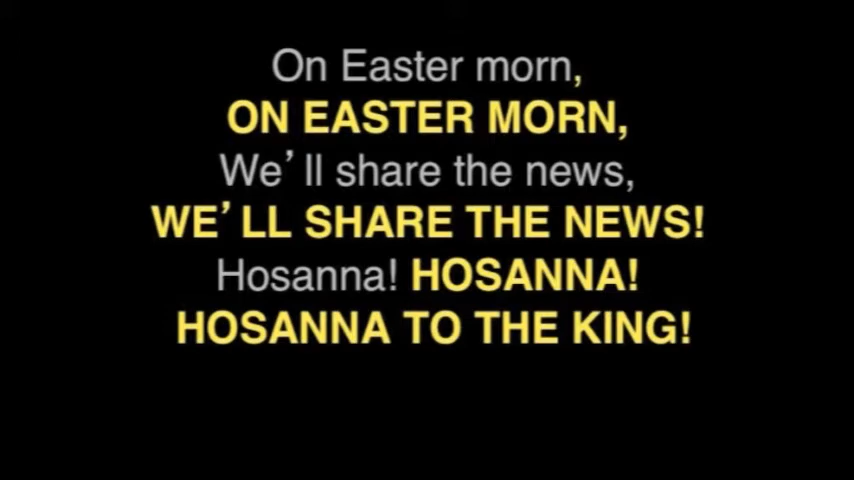 On Easter morn,
ON EASTER MORN,
We’ll share the news,
WE’LL SHARE THE NEWS!
Hosanna! HOSANNA!
HOSANNA TO THE KING!